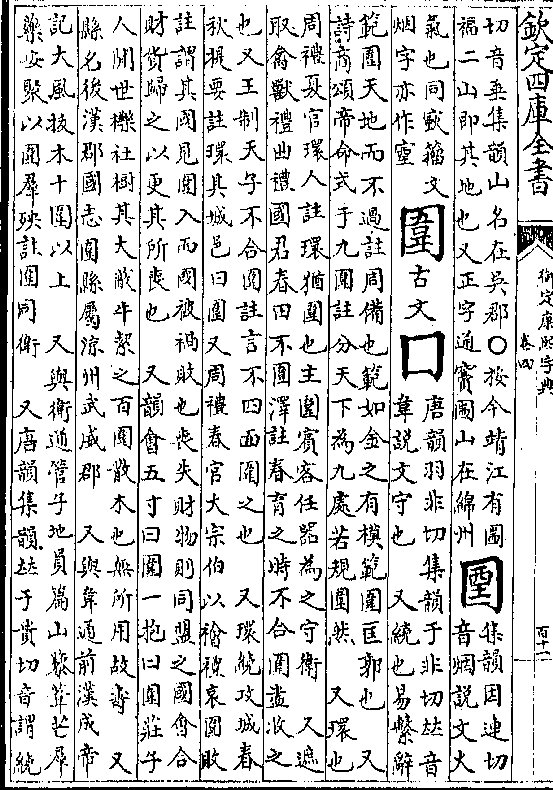 欽定四庫全書
御定康熙字典
卷四
百十二
切音垂集韻山名在吳郡○按今靖江有圌
福二山即其地也又正字通寶圌山在綿州
𡈁
集韻因連切
音烟說文火
氣也同㷼籀文
烟字亦作窒
圍
古文
囗
唐韻羽非切集韻于非切𠀤音
韋說文守也　又繞也易繫辭
範圍天地而不過註周備也範如金之有模範圍匡郭也　又
詩商頌帝命式于九圍註分天下為九處若規圍然　又環也
周禮夏官環人註環猶圍也主圍賓客任器為之守衛　又遮
取禽獸禮曲禮國君春田不圍澤註春育之時不合圍盡收之
也又王制天子不合圍註言不四面圍之也　又環繞攻城春
秋提要註環其城邑曰圍又周禮春官大宗伯以禬禮哀圍敗
註謂其國見圍入而國被禍敗也喪失財物則同盟之國會合
財貨歸之以更其所喪也　又韻會五寸曰圍一抱曰圍莊子
人閒世櫟社樹其大蔽牛絜之百圍散木也無所用故壽　又
縣名後漢郡國志圍縣屬涼州武威郡　又與韋通前漢成帝
記大風拔木十圍以上　又與衛通管子地員篇山藜葦芒羣
藥安聚以圍羣殃註圍同衛　又唐韻集韻𠀤于貴切音謂繞